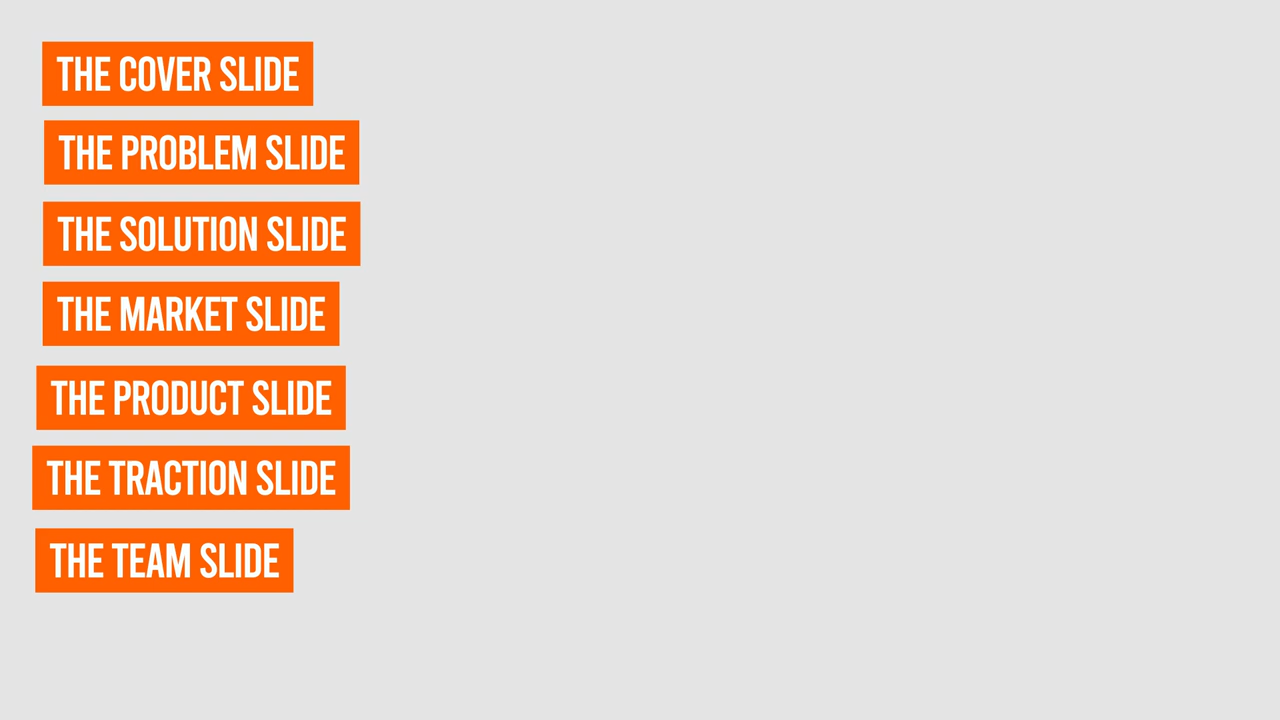 THE COVER SLIDE
THE PROBLEM SLIDE
THE SOLUTION SLIDE
THE MARKET SLIDE
THE PRODUCT SLIDE
THE TRACTION SLIDE
THE TEAM SLIDE